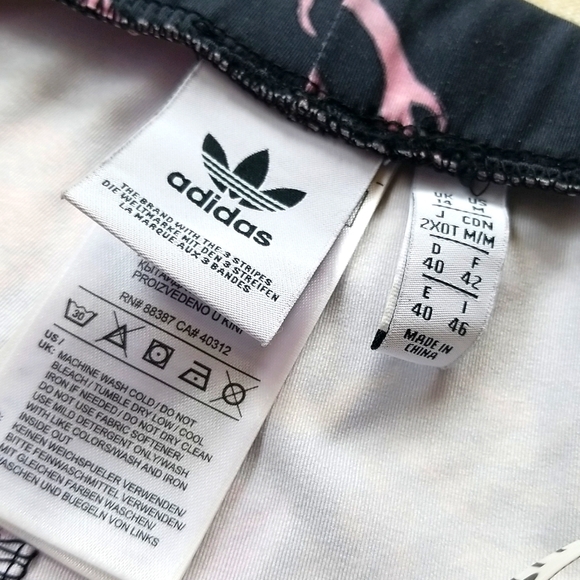 adidas
THE BRAND WITH THE 3 STRIPES
DIE WELTMARKE MIT DEN 3 STREIFEN
LA MARQUE AUX 3 BANDES
PROIZVEDENO U KINI
RN# 88387 CA# 40312
30
US /
UK: MACHINE WASH COLD / DO NOT
BLEACH / TUMBLE DRY LOW / COOL
IRON IF NEEDED / DO NOT DRY CLEAN
DO NOT USE FABRIC SOFTENER/
USE MILD DETERGENT ONLY/WASH
WITH LIKE COLORS/WASH AND IRON
INSIDE OUT
KEINEN WEICHSPUELER VERWENDEN/
BITTE FEINWASCHMITTEL VERWENDEN/
MIT GLEICHEN FARBEN WASCHEN/
WASCHEN UND BUEGELN VON LINKS
J CDN
2XOT M/M
D F
40 42
E I
40 46
MADE IN
CHINA